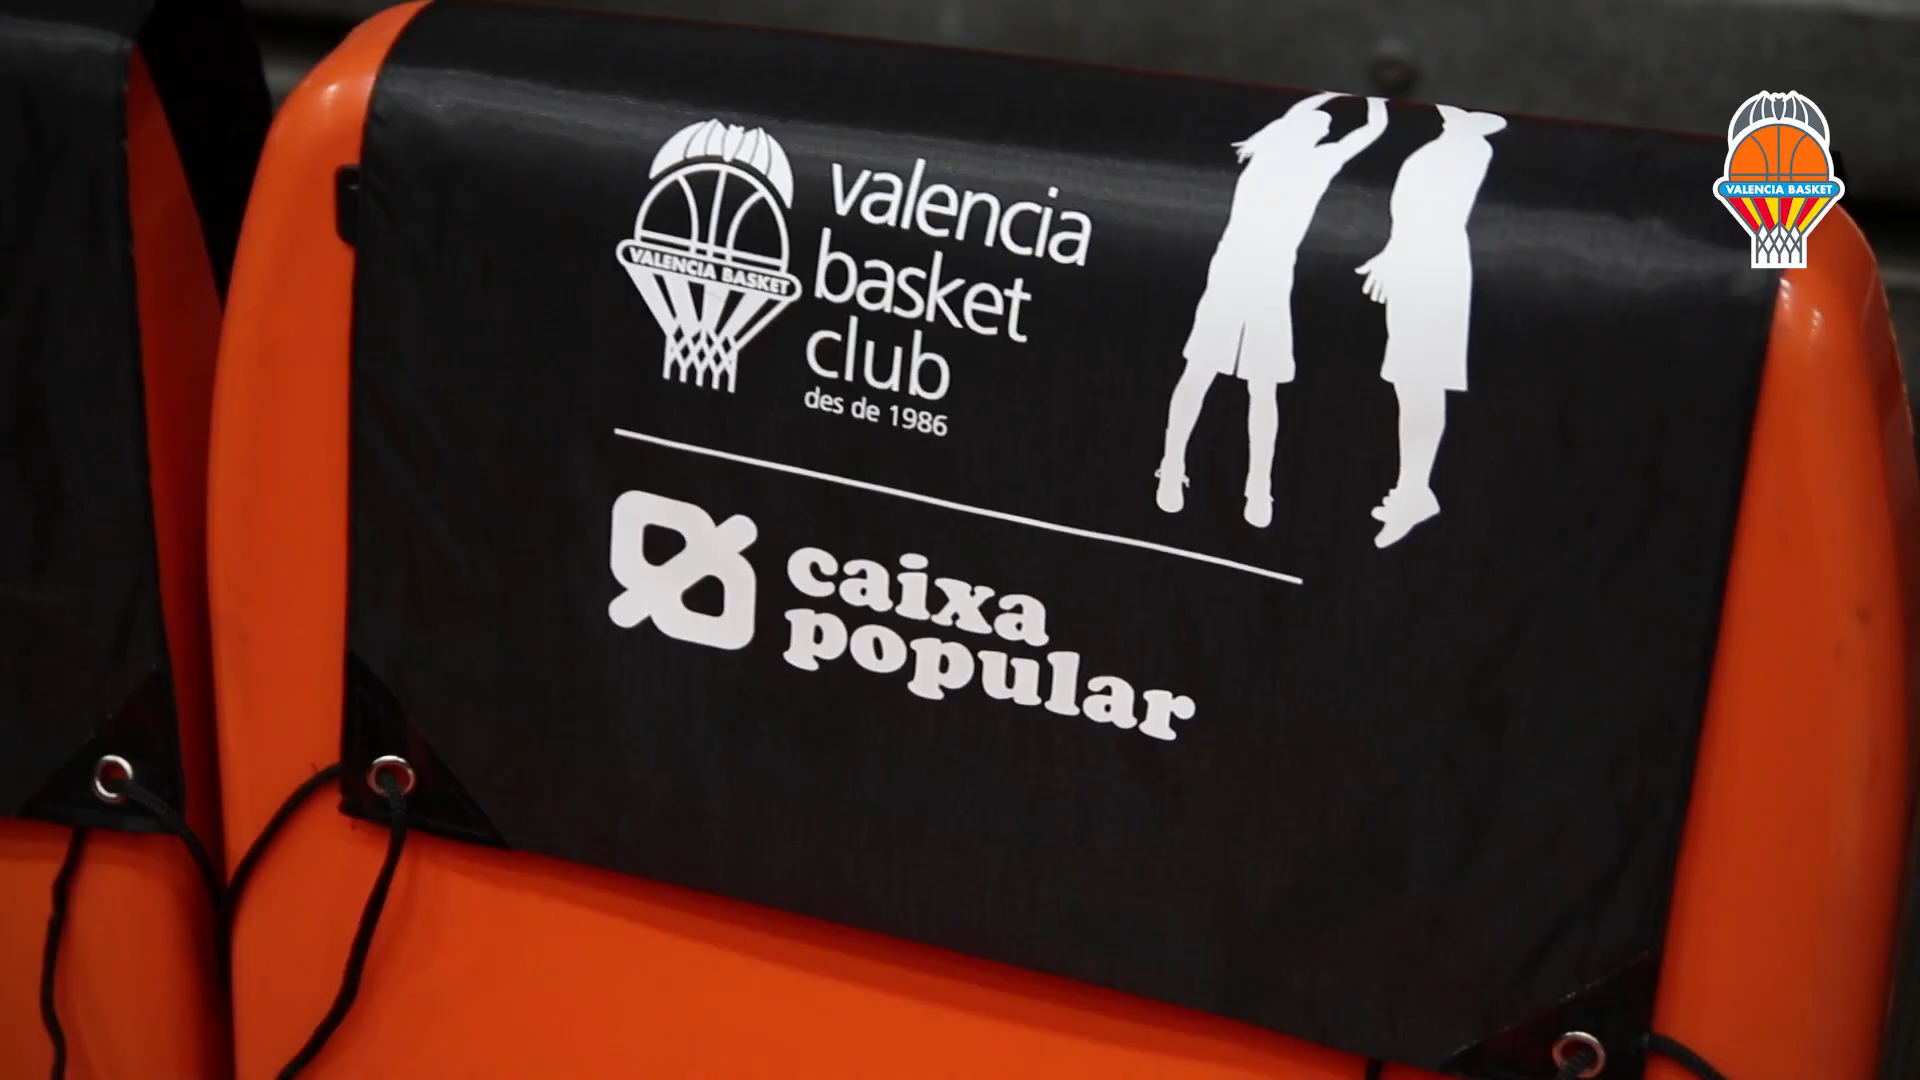 valencia
basket
club
des de 1986
VALENCIA BASKET
caixa
popular
VALENCIA BASKET